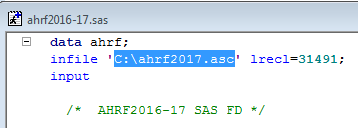 ahrf2016-17.sas
data ahrf;
infile 'C:\ahrf2017.asc' lrecl=31491;
input
/* AHRF2016-17 SAS FD */